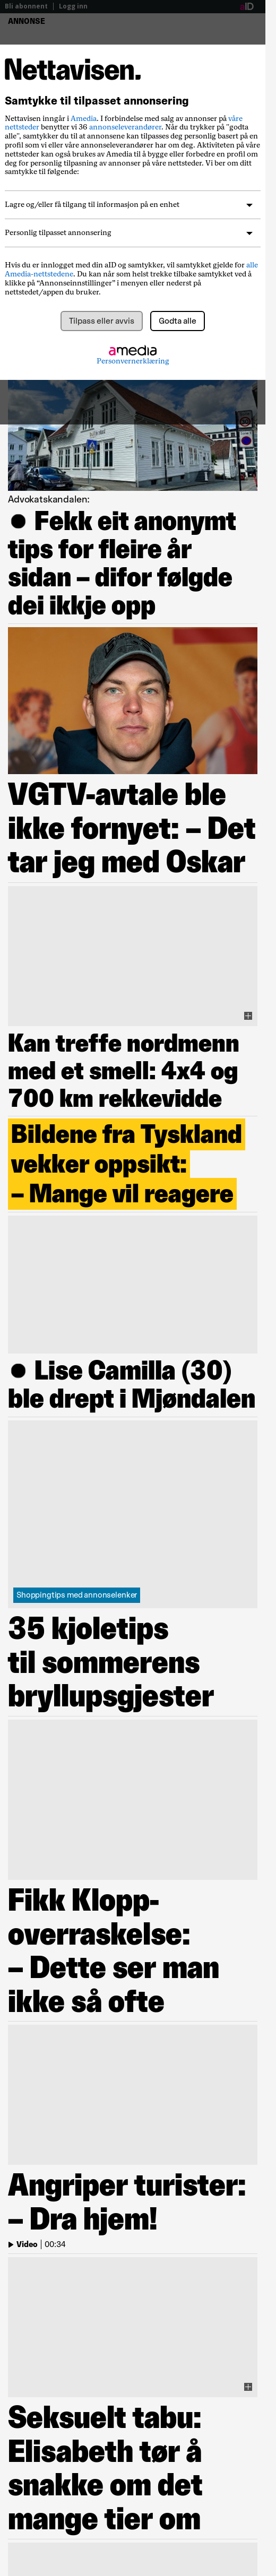 Bli abonnent | Logg inn aID
ANNONSE
Nettavisen.
Samtykke til tilpasset annonsering
Nettavisen inngår i Amedia. I forbindelse med salg av annonser på våre
nettsteder benytter vi 36 annonseleverandører. Når du trykker på "godta
alle", samtykker du til at annonsene kan tilpasses deg personlig basert på en
profil som vi eller våre annonseleverandører har om deg. Aktiviteten på våre
nettsteder kan også brukes av Amedia til å bygge eller forbedre en profil om
deg for personlig tilpasning av annonser på våre nettsteder. Vi ber om ditt
samtykke til følgende:
Lagre og/eller få tilgang til informasjon på en enhet
Personlig tilpasset annonsering
Hvis du er innlogget med din aID og samtykker, vil samtykket gjelde for alle
Amedia-nettstedene. Du kan når som helst trekke tilbake samtykket ved å
klikke på “Annonseinnstillinger” i menyen eller nederst på
nettstedet/appen du bruker.
Tilpass eller avvis Godta alle
amedia
Personvernerklæring
Advokatskandalen:
● Fekk eit anonymt
tips for fleire år
sidan – difor følgde
dei ikkje opp
VGTV-avtale ble
ikke fornyet: – Det
tar jeg med Oskar
Kan treffe nordmenn
med et smell: 4x4 og
700 km rekkevidde
Bildene fra Tyskland
vekker oppsikt:
– Mange vil reagere
● Lise Camilla (30)
ble drept i Mjøndalen
Shoppingtips med annonselenker
35 kjoletips
til sommerens
bryllupsgjester
Fikk Klopp-
overraskelse:
– Dette ser man
ikke så ofte
Angriper turister:
– Dra hjem!
Video | 00:34
Seksuelt tabu:
Elisabeth tør å
snakke om det
mange tier om